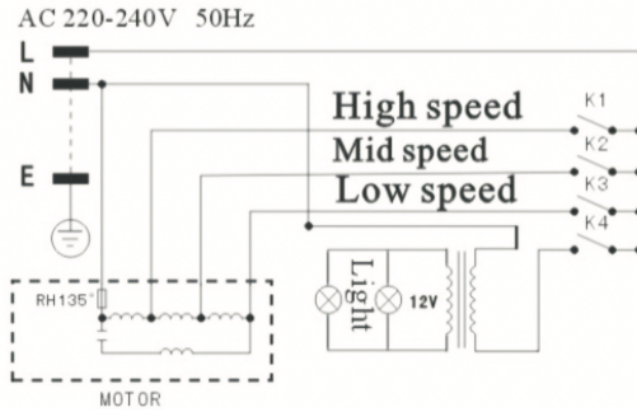 AC 220-240V 50Hz
L
N
High speed
K1
Mid speed
K2
E
Low speed
K3
K4
Light
12V
RH135°
MOTOR